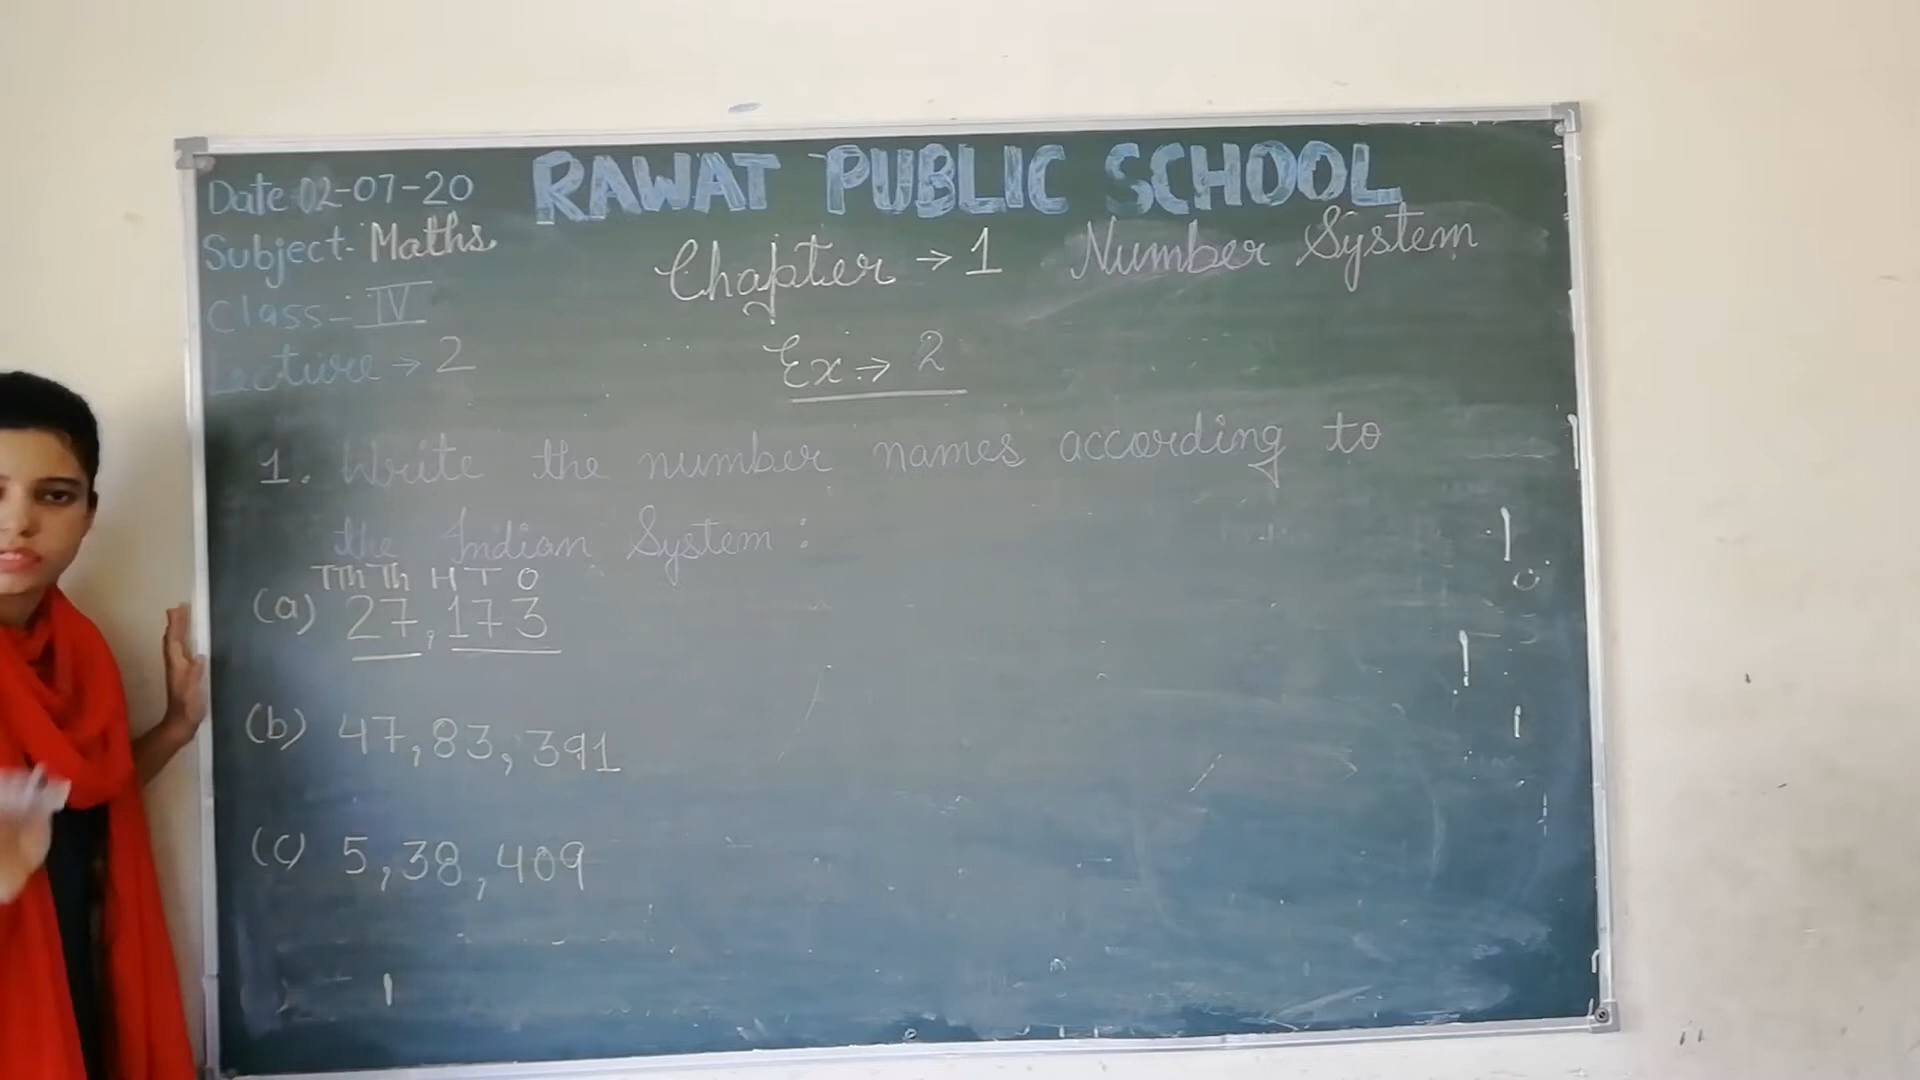 RAWAT PUBLIC SCHOOL
Date 02-07-20
Subject- Maths
Class- IV
Lecture → 2
Chapter → 1 Number System
Ex. → 2
1. Write the number names according to
the Indian System :
TTh Th H T O
(a) 27,173
(b) 47,83,391
(c) 5,38,409